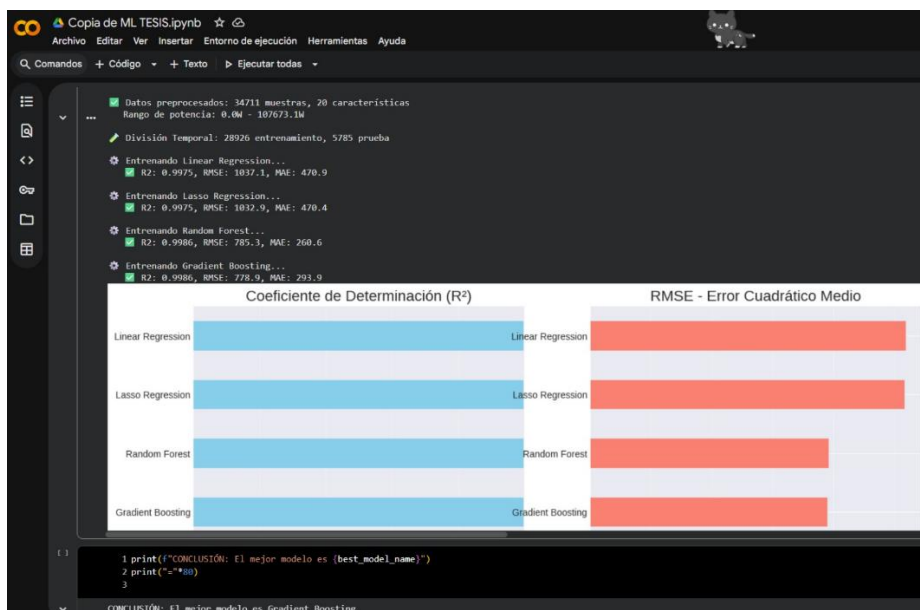 CO
Copia de ML TESIS.ipynb
Archivo Editar Ver Insertar Entorno de ejecución Herramientas Ayuda
Comandos + Código + Texto Ejecutar todas
Datos preprocesados: 34711 muestras, 20 características
Rango de potencia: 0.0W - 107673.1W
...
División Temporal: 28926 entrenamiento, 5785 prueba
Entrenando Linear Regression...
R2: 0.9975, RMSE: 1037.1, MAE: 470.9
Entrenando Lasso Regression...
R2: 0.9975, RMSE: 1032.9, MAE: 470.4
Entrenando Random Forest...
R2: 0.9986, RMSE: 785.3, MAE: 260.6
Entrenando Gradient Boosting...
R2: 0.9986, RMSE: 778.9, MAE: 293.9
Coeficiente de Determinación (R²)
Linear Regression
Lasso Regression
Random Forest
Gradient Boosting
RMSE - Error Cuadrático Medio
Linear Regression
Lasso Regression
Random Forest
Gradient Boosting
[ ]
1 print(f"CONCLUSIÓN: El mejor modelo es {best_model_name}")
2 print("="*80)
3
CONCLUSIÓN: El mejor modelo es Gradient Boosting